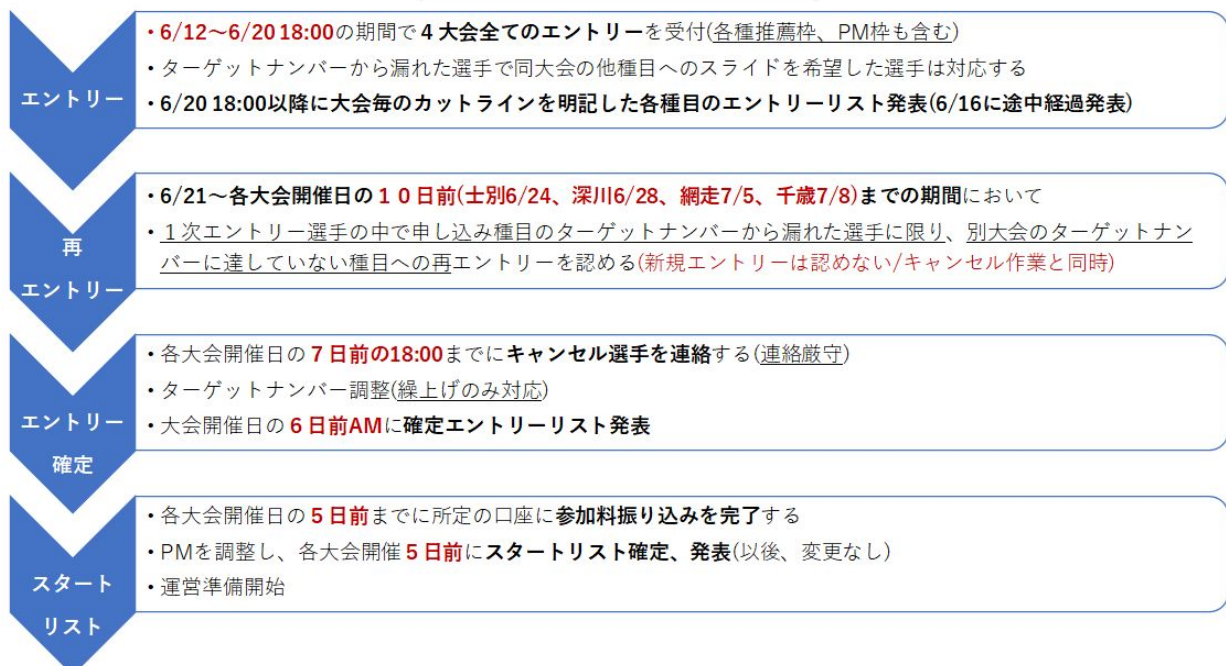 エントリー
・6/12～6/20 18:00の期間で４大会全てのエントリーを受付(各種推薦枠、PM枠も含む)
・ターゲットナンバーから漏れた選手で同大会の他種目へのスライドを希望した選手は対応する
・6/20 18:00以降に大会毎のカットラインを明記した各種目のエントリーリスト発表(6/16に途中経過発表)
再
エントリー
・6/21～各大会開催日の１０日前(士別6/24、深川6/28、網走7/5、千歳7/8)までの期間において
・１次エントリー選手の中で申し込み種目のターゲットナンバーから漏れた選手に限り、別大会のターゲットナン
バーに達していない種目への再エントリーを認める(新規エントリーは認めない/キャンセル作業と同時)
エントリー
確定
・各大会開催日の７日前の18:00までにキャンセル選手を連絡する(連絡厳守)
・ターゲットナンバー調整(繰上げのみ対応)
・大会開催日の６日前AMに確定エントリーリスト発表
スタート
リスト
・各大会開催日の５日前までに所定の口座に参加料振り込みを完了する
・PMを調整し、各大会開催５日前にスタートリスト確定、発表(以後、変更なし)
・運営準備開始